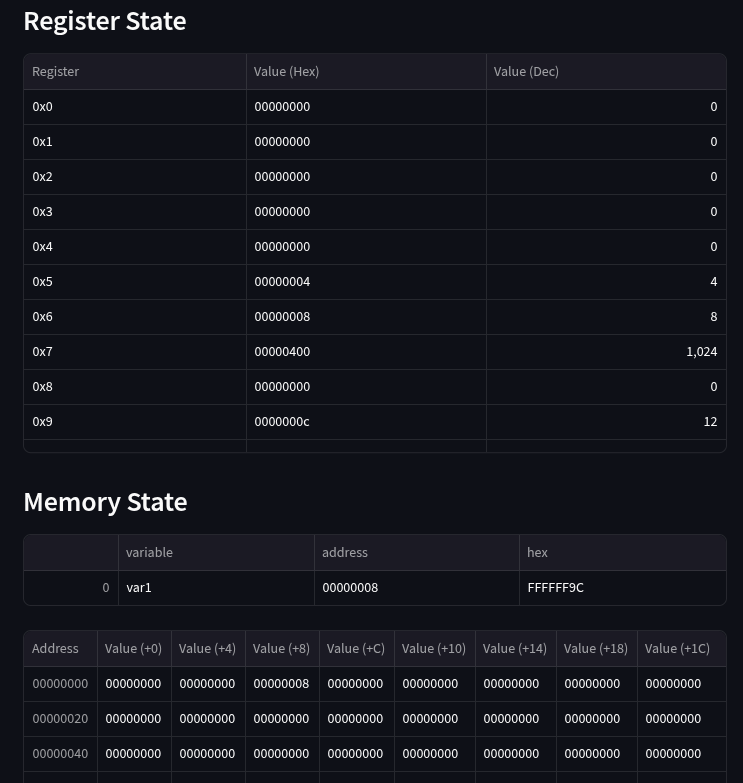 Register State
Register Value (Hex) Value (Dec)
0x0 00000000 0
0x1 00000000 0
0x2 00000000 0
0x3 00000000 0
0x4 00000000 0
0x5 00000004 4
0x6 00000008 8
0x7 00000400 1,024
0x8 00000000 0
0x9 0000000c 12
Memory State
variable address hex
0 var1 00000008 FFFFFF9C
Address Value (+0) Value (+4) Value (+8) Value (+C) Value (+10) Value (+14) Value (+18) Value (+1C)
00000000 00000000 00000000 00000008 00000000 00000000 00000000 00000000 00000000
00000020 00000000 00000000 00000000 00000000 00000000 00000000 00000000 00000000
00000040 00000000 00000000 00000000 00000000 00000000 00000000 00000000 00000000